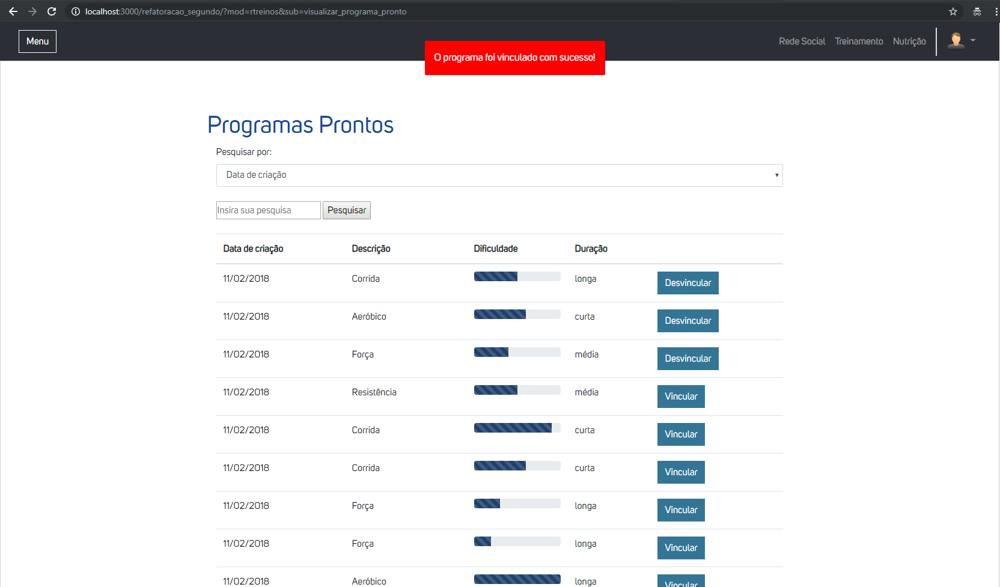 localhost:3000/refatoracao_segundo/?mod=rtreinos&sub=visualizar_programa_pronto
Menu
Rede Social Treinamento Nutrição
O programa foi vinculado com sucesso!
Programas Prontos
Pesquisar por:
Data de criação
Insira sua pesquisa Pesquisar
Data de criação Descrição Dificuldade Duração
11/02/2018 Corrida longa Desvincular
11/02/2018 Aeróbico curta Desvincular
11/02/2018 Força média Desvincular
11/02/2018 Resistência média Vincular
11/02/2018 Corrida curta Vincular
11/02/2018 Corrida curta Vincular
11/02/2018 Força longa Vincular
11/02/2018 Força longa Vincular
11/02/2018 Aeróbico longa Vincular